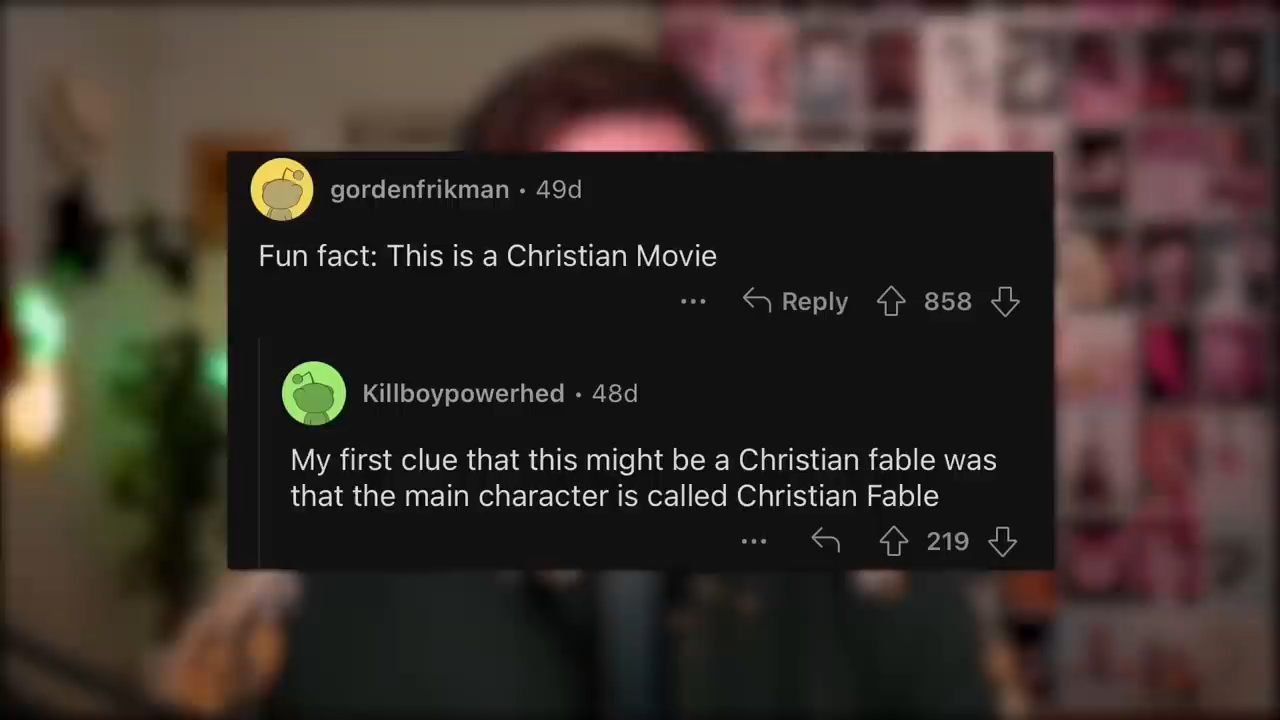 gordenfrikman • 49d
Fun fact: This is a Christian Movie
... Reply 858
Killboypowerhed • 48d
My first clue that this might be a Christian fable was
that the main character is called Christian Fable
... 219